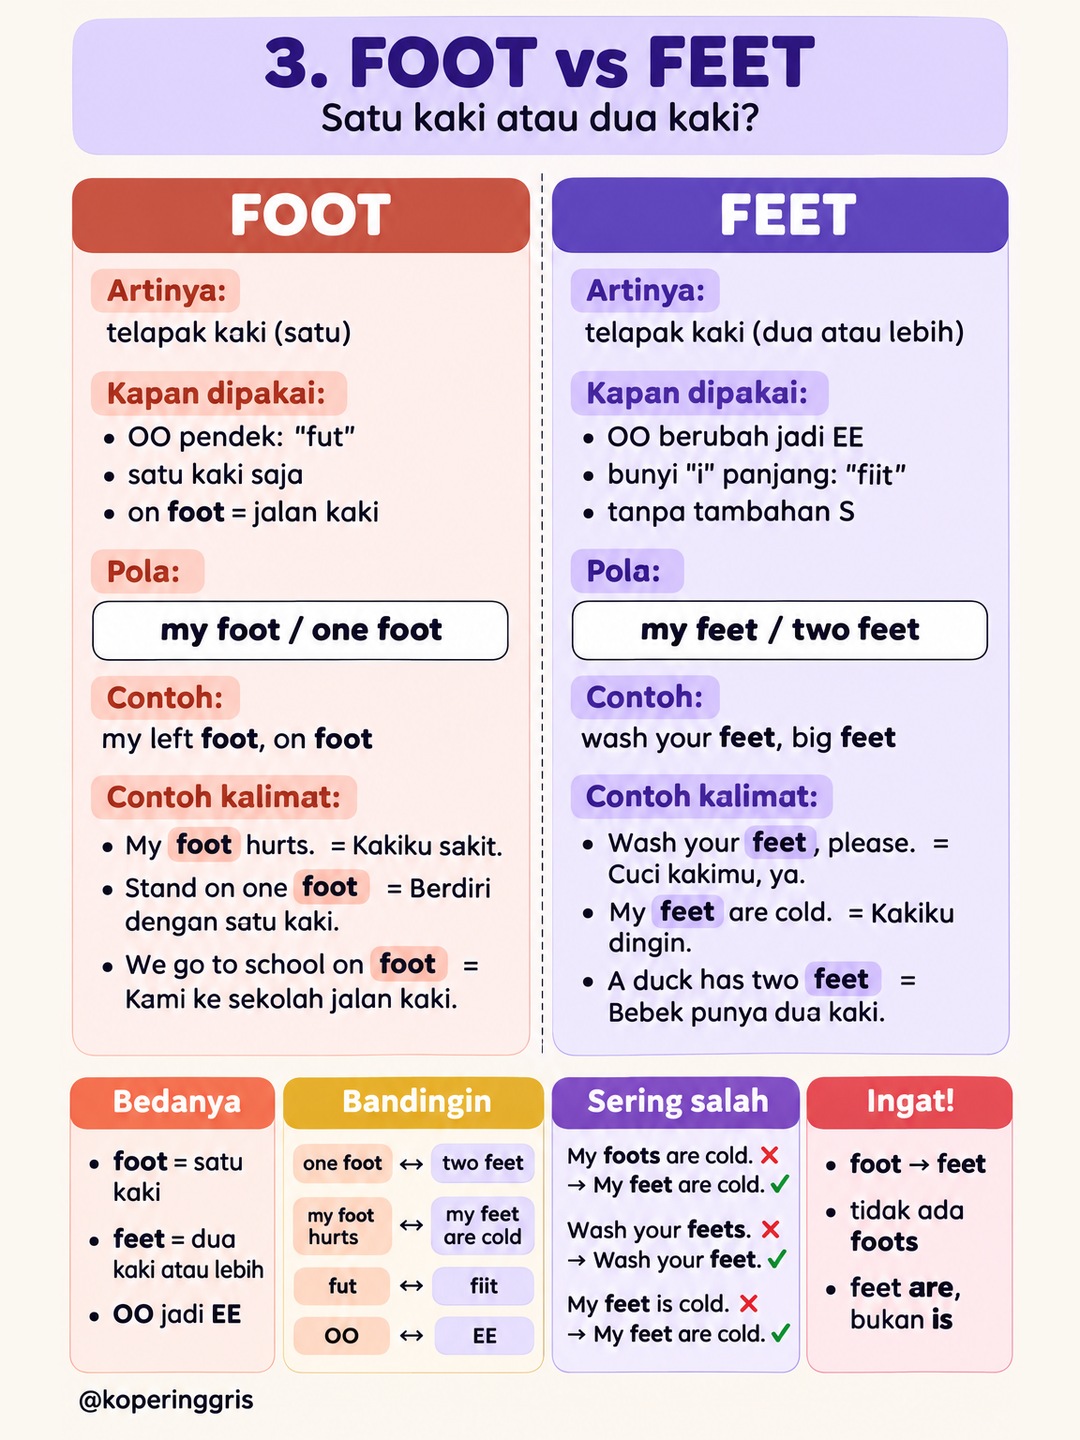 3. FOOT vs FEET
Satu kaki atau dua kaki?
FOOT
Artinya:
telapak kaki (satu)
Kapan dipakai:
• OO pendek: "fut"
• satu kaki saja
• on foot = jalan kaki
Pola:
my foot / one foot
Contoh:
my left foot, on foot
Contoh kalimat:
• My foot hurts. = Kakiku sakit.
• Stand on one foot = Berdiri
dengan satu kaki.
• We go to school on foot =
Kami ke sekolah jalan kaki.
FEET
Artinya:
telapak kaki (dua atau lebih)
Kapan dipakai:
• OO berubah jadi EE
• bunyi "i" panjang: "fiit"
• tanpa tambahan S
Pola:
my feet / two feet
Contoh:
wash your feet, big feet
Contoh kalimat:
• Wash your feet, please. =
Cuci kakimu, ya.
• My feet are cold. = Kakiku
dingin.
• A duck has two feet =
Bebek punya dua kaki.
Bedanya
• foot = satu
kaki
• feet = dua
kaki atau lebih
• OO jadi EE
Bandingin
one foot ↔ two feet
my foot hurts ↔ my feet are cold
fut ↔ fiit
OO ↔ EE
Sering salah
My foots are cold. ❌
→ My feet are cold. ✓
Wash your feets. ❌
→ Wash your feet. ✓
My feet is cold. ❌
→ My feet are cold. ✓
Ingat!
• foot → feet
• tidak ada
foots
• feet are,
bukan is
@koperinggris